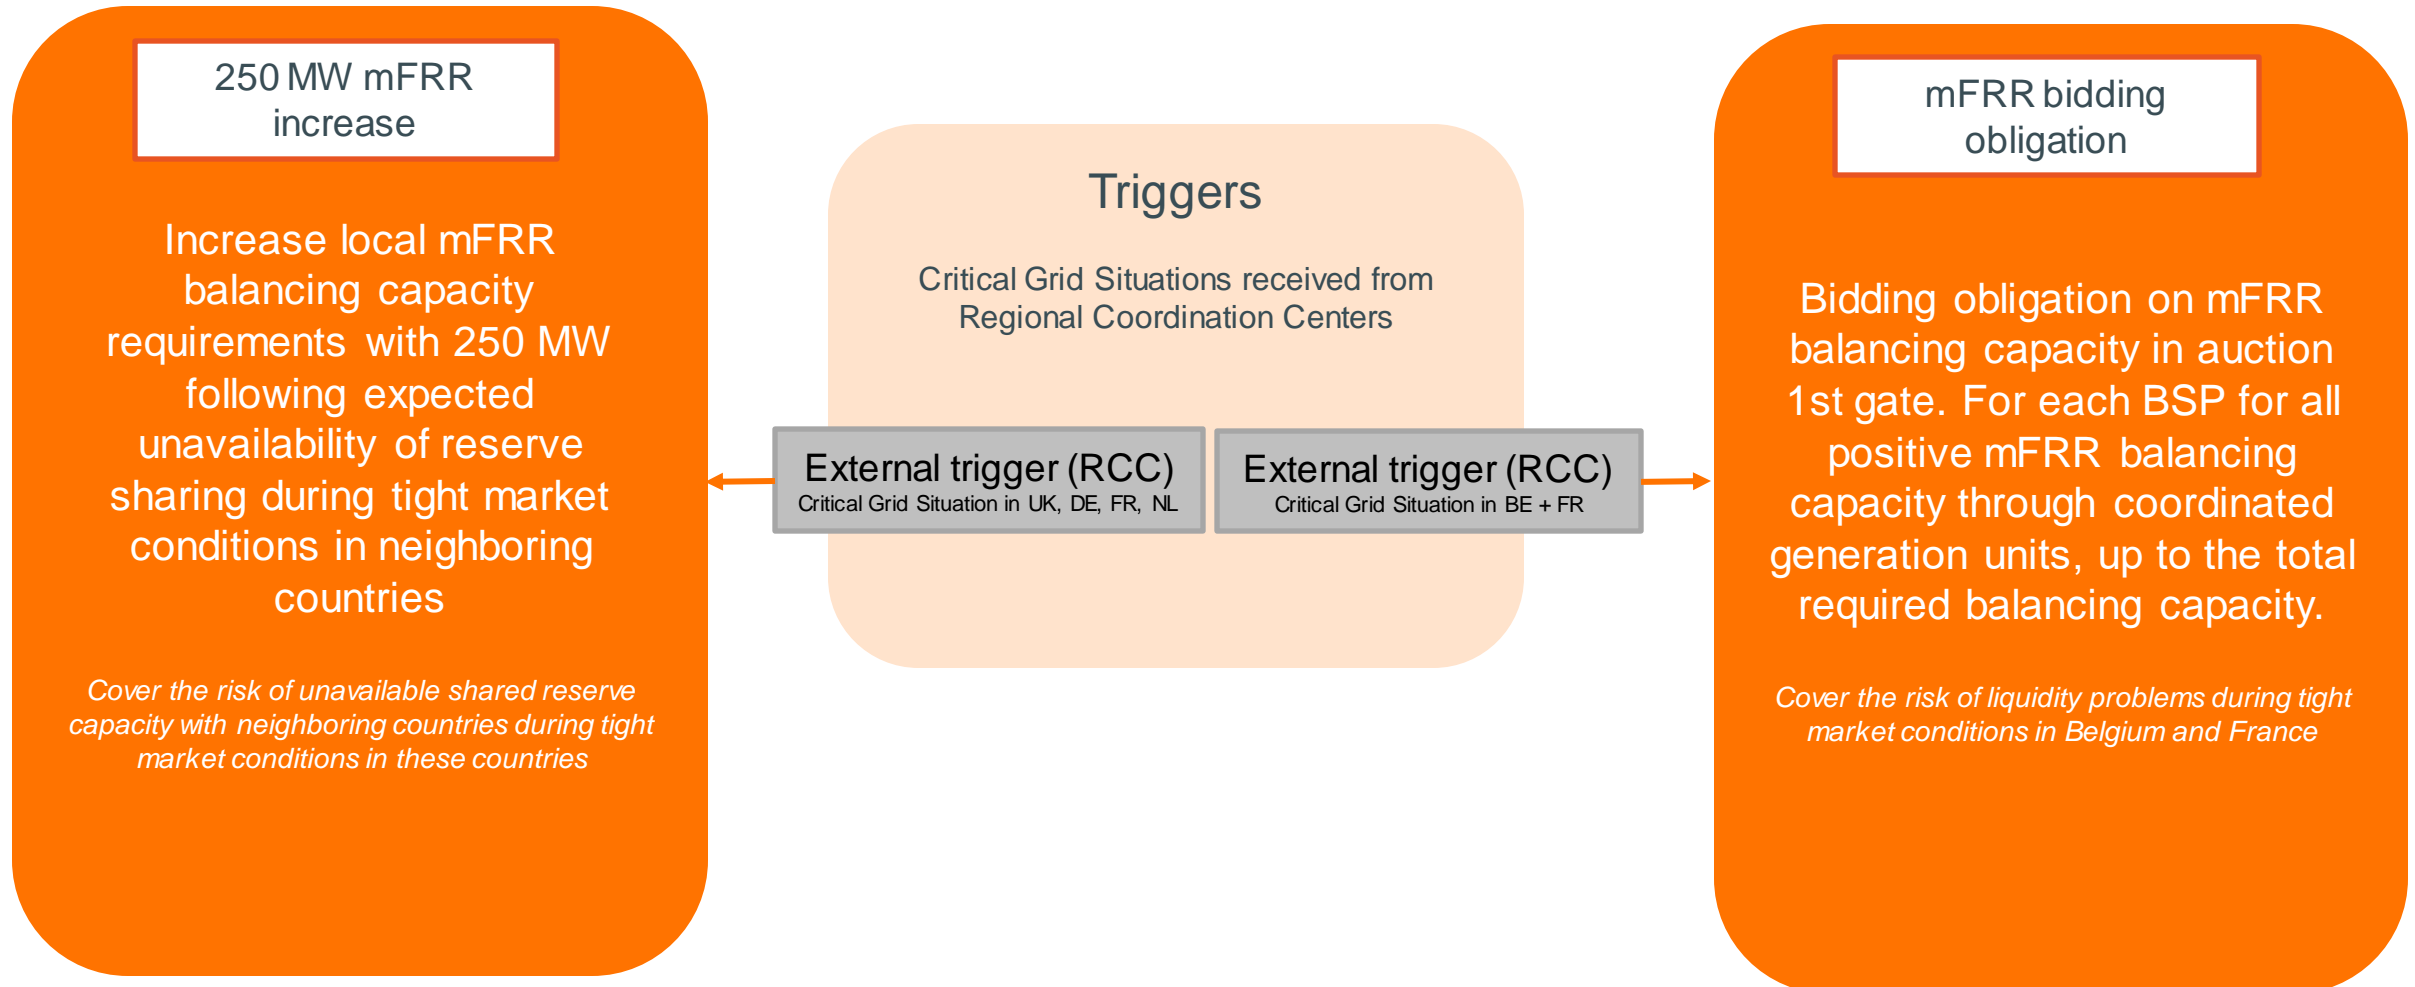 250 MW mFRR
increase
Increase local mFRR
balancing capacity
requirements with 250 MW
following expected
unavailability of reserve
sharing during tight market
conditions in neighboring
countries
Cover the risk of unavailable shared reserve
capacity with neighboring countries during tight
market conditions in these countries
Triggers
Critical Grid Situations received from
Regional Coordination Centers
External trigger (RCC)
Critical Grid Situation in UK, DE, FR, NL
External trigger (RCC)
Critical Grid Situation in BE + FR
mFRR bidding
obligation
Bidding obligation on mFRR
balancing capacity in auction
1st gate. For each BSP for all
positive mFRR balancing
capacity through coordinated
generation units, up to the total
required balancing capacity.
Cover the risk of liquidity problems during tight
market conditions in Belgium and France